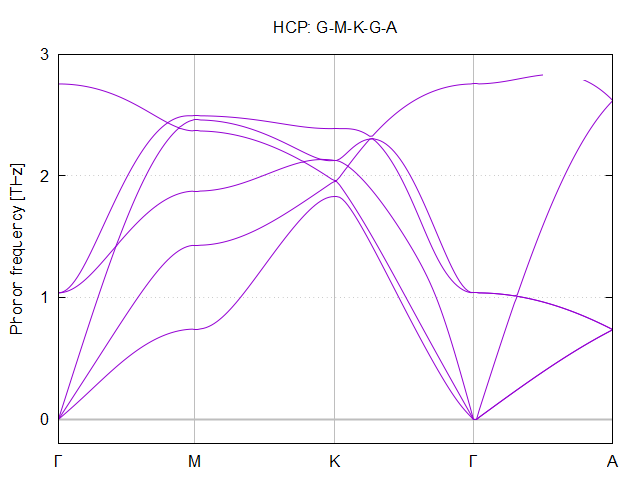 HCP: G-M-K-G-A
3
2
1
0
Phonon frequency [THz]
Γ M K Γ A